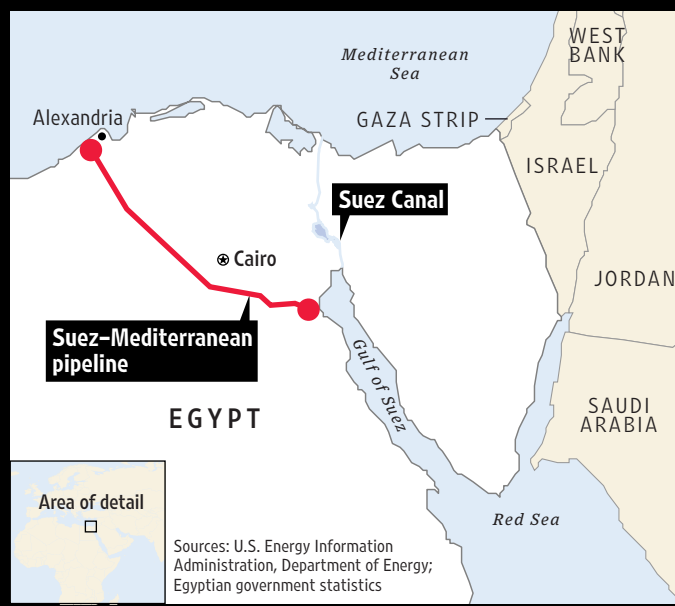 Mediterranean
Sea
WEST
BANK
Alexandria
GAZA STRIP
ISRAEL
Suez Canal
Cairo
JORDAN
Suez–Mediterranean
pipeline
Gulf of Suez
EGYPT
SAUDI
ARABIA
Area of detail
Red Sea
Sources: U.S. Energy Information
Administration, Department of Energy;
Egyptian government statistics